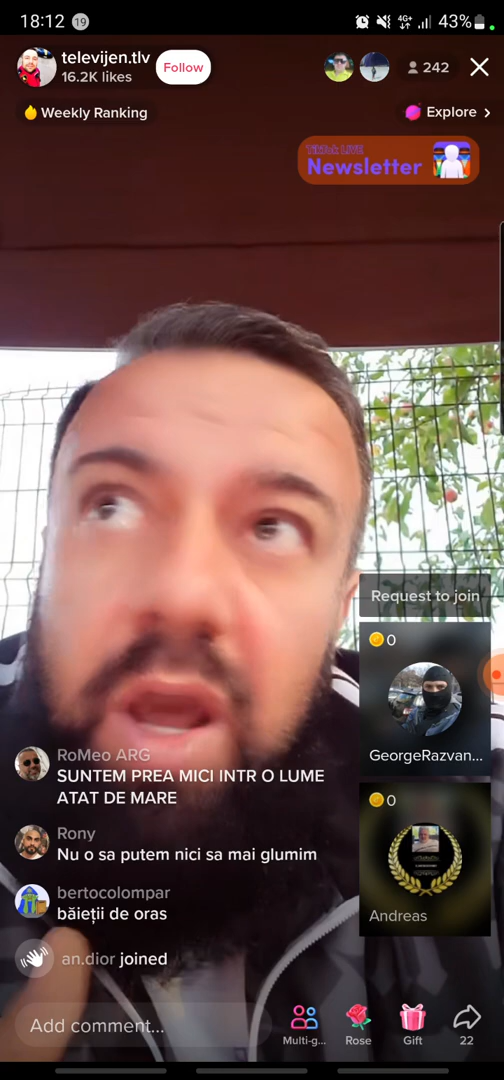 18:12 19 4G+ 43%
televijen.tlv
16.2K likes
Follow
242
Weekly Ranking
Explore
TikTok LIVE
Newsletter
Request to join
0
GeorgeRazvan...
0
Andreas
RoMeo ARG
SUNTEM PREA MICI INTR O LUME
ATAT DE MARE
Rony
Nu o sa putem nici sa mai glumim
bertocolompar
băieții de oras
an.dior joined
Add comment...
Multi-g...
Rose
Gift
22